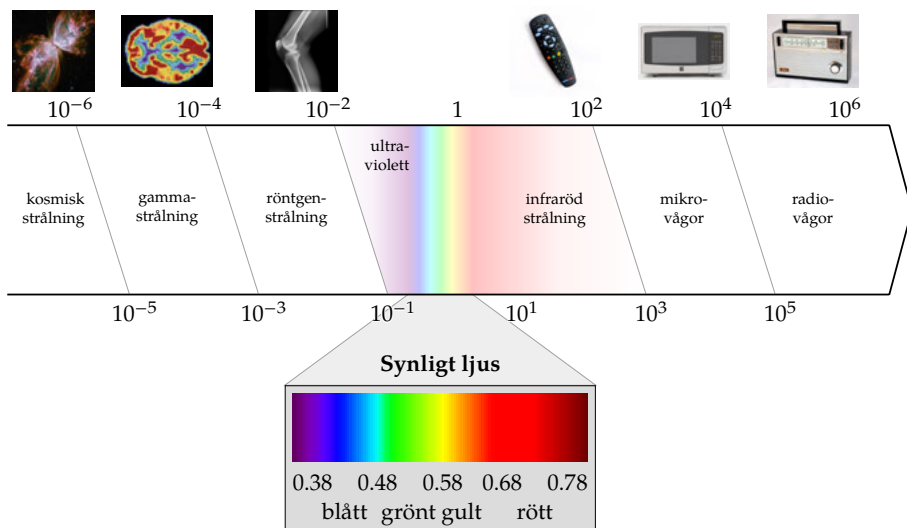 10−6 10−4 10−2 1 10² 10⁴ 10⁶
ultra-
violett
kosmisk
strålning
gamma-
strålning
röntgen-
strålning
infraröd
strålning
mikro-
vågor
radio-
vågor
10−5 10−3 10−1 10¹ 10³ 10⁵
Synligt ljus
0.38 0.48 0.58 0.68 0.78
blått grönt gult rött